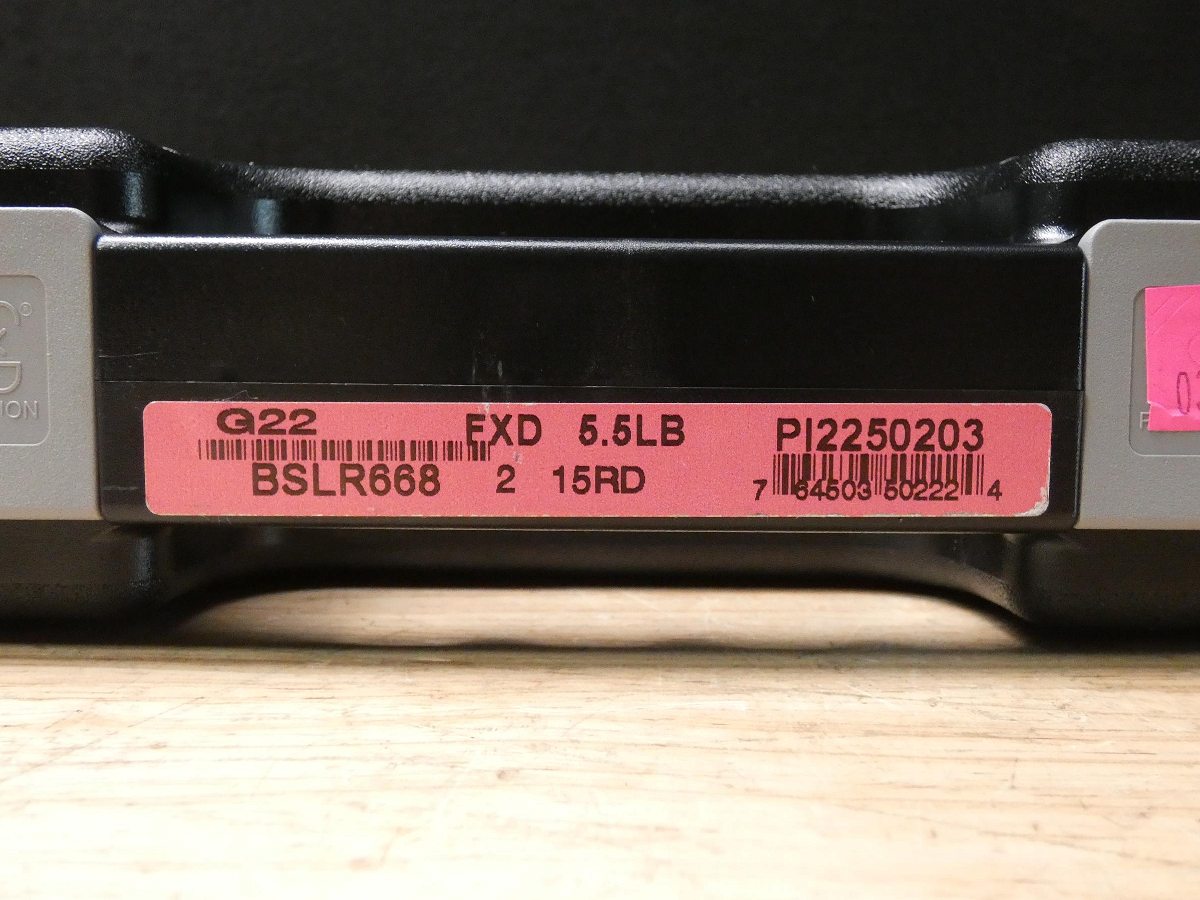 G22 EXD 5.5LB PI2250203
BSLR668 2 15RD 7 64503 50222 4